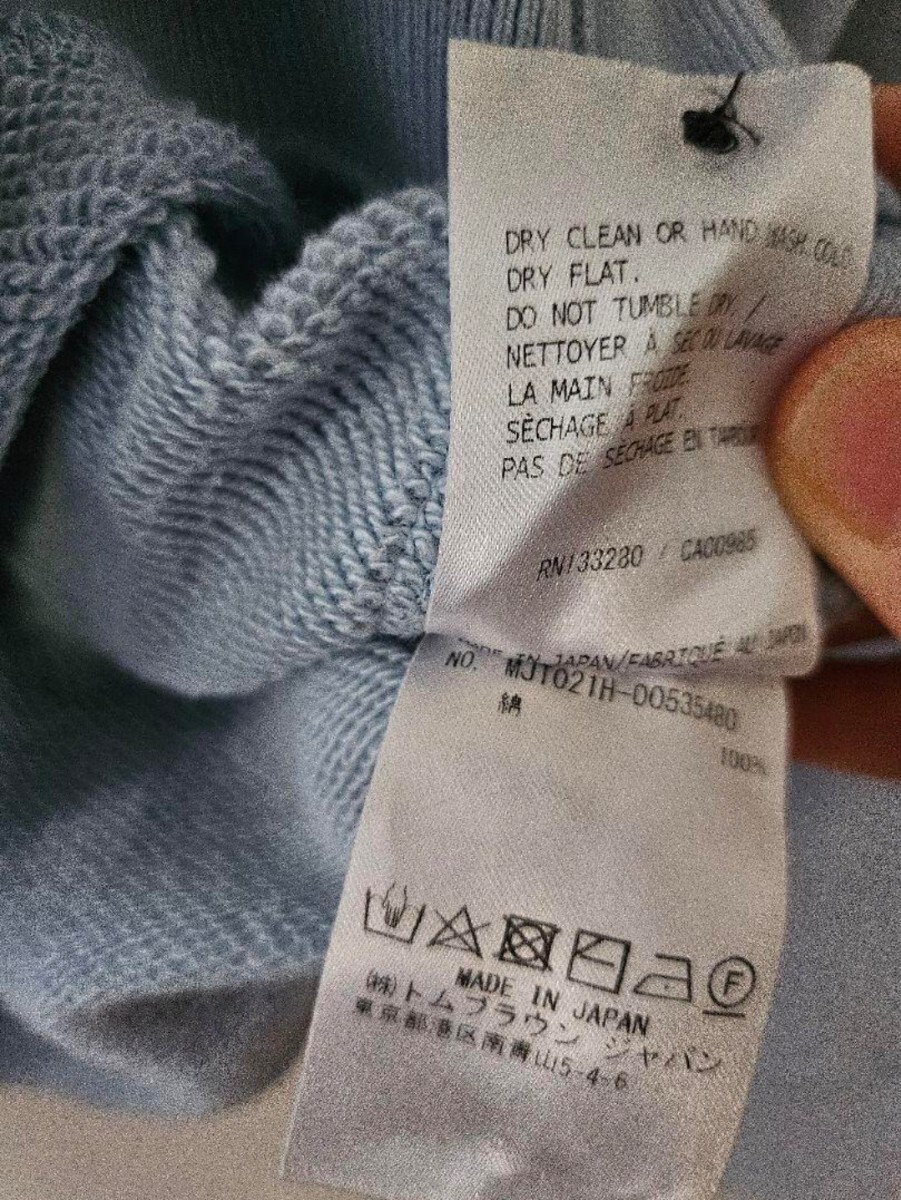 DRY CLEAN OR HAND WASH COLD
DRY FLAT.
DO NOT TUMBLE DRY. /
NETTOYER À SEC OU LAVAGE
LA MAIN FROIDE.
SÈCHAGE À PLAT.
PAS DE SÉCHAGE EN
RN133280 / CA00985
MADE IN JAPAN/FABRIQUÉ AU JAPON
NO. MJT021H-00535480
綿
100%
F
MADE IN JAPAN
㈱トムブラウン ジャパン
東京都港区南青山5-4-6